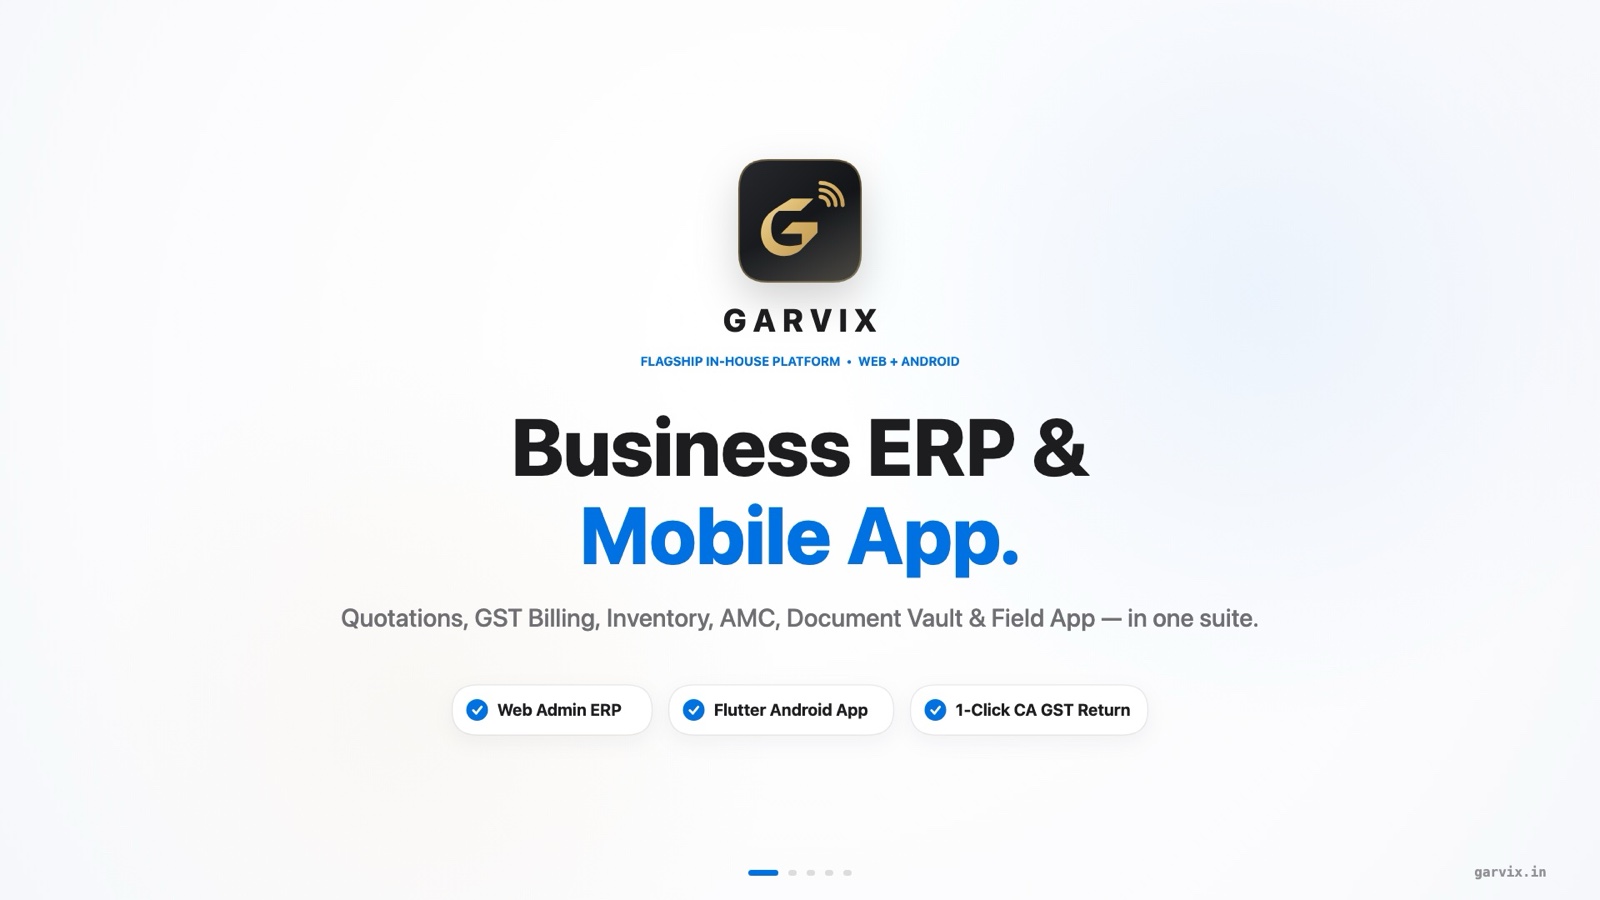 G
GARVIX
FLAGSHIP IN-HOUSE PLATFORM • WEB + ANDROID
Business ERP &
Mobile App.
Quotations, GST Billing, Inventory, AMC, Document Vault & Field App — in one suite.
Web Admin ERP
Flutter Android App
1-Click CA GST Return
garvix.in